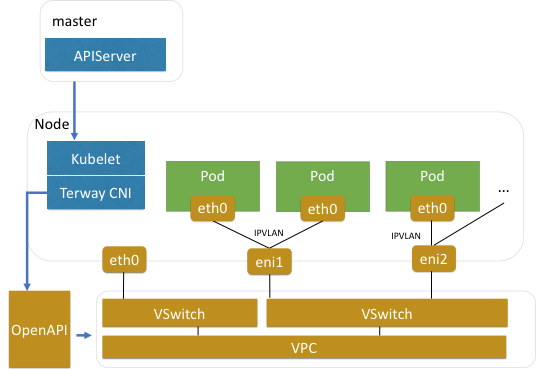 master
APIServer
Node
Kubelet
Terway CNI
Pod
Pod
Pod
...
eth0
eth0
eth0
IPVLAN
IPVLAN
eth0
eni1
eni2
OpenAPI
VSwitch
VSwitch
VPC